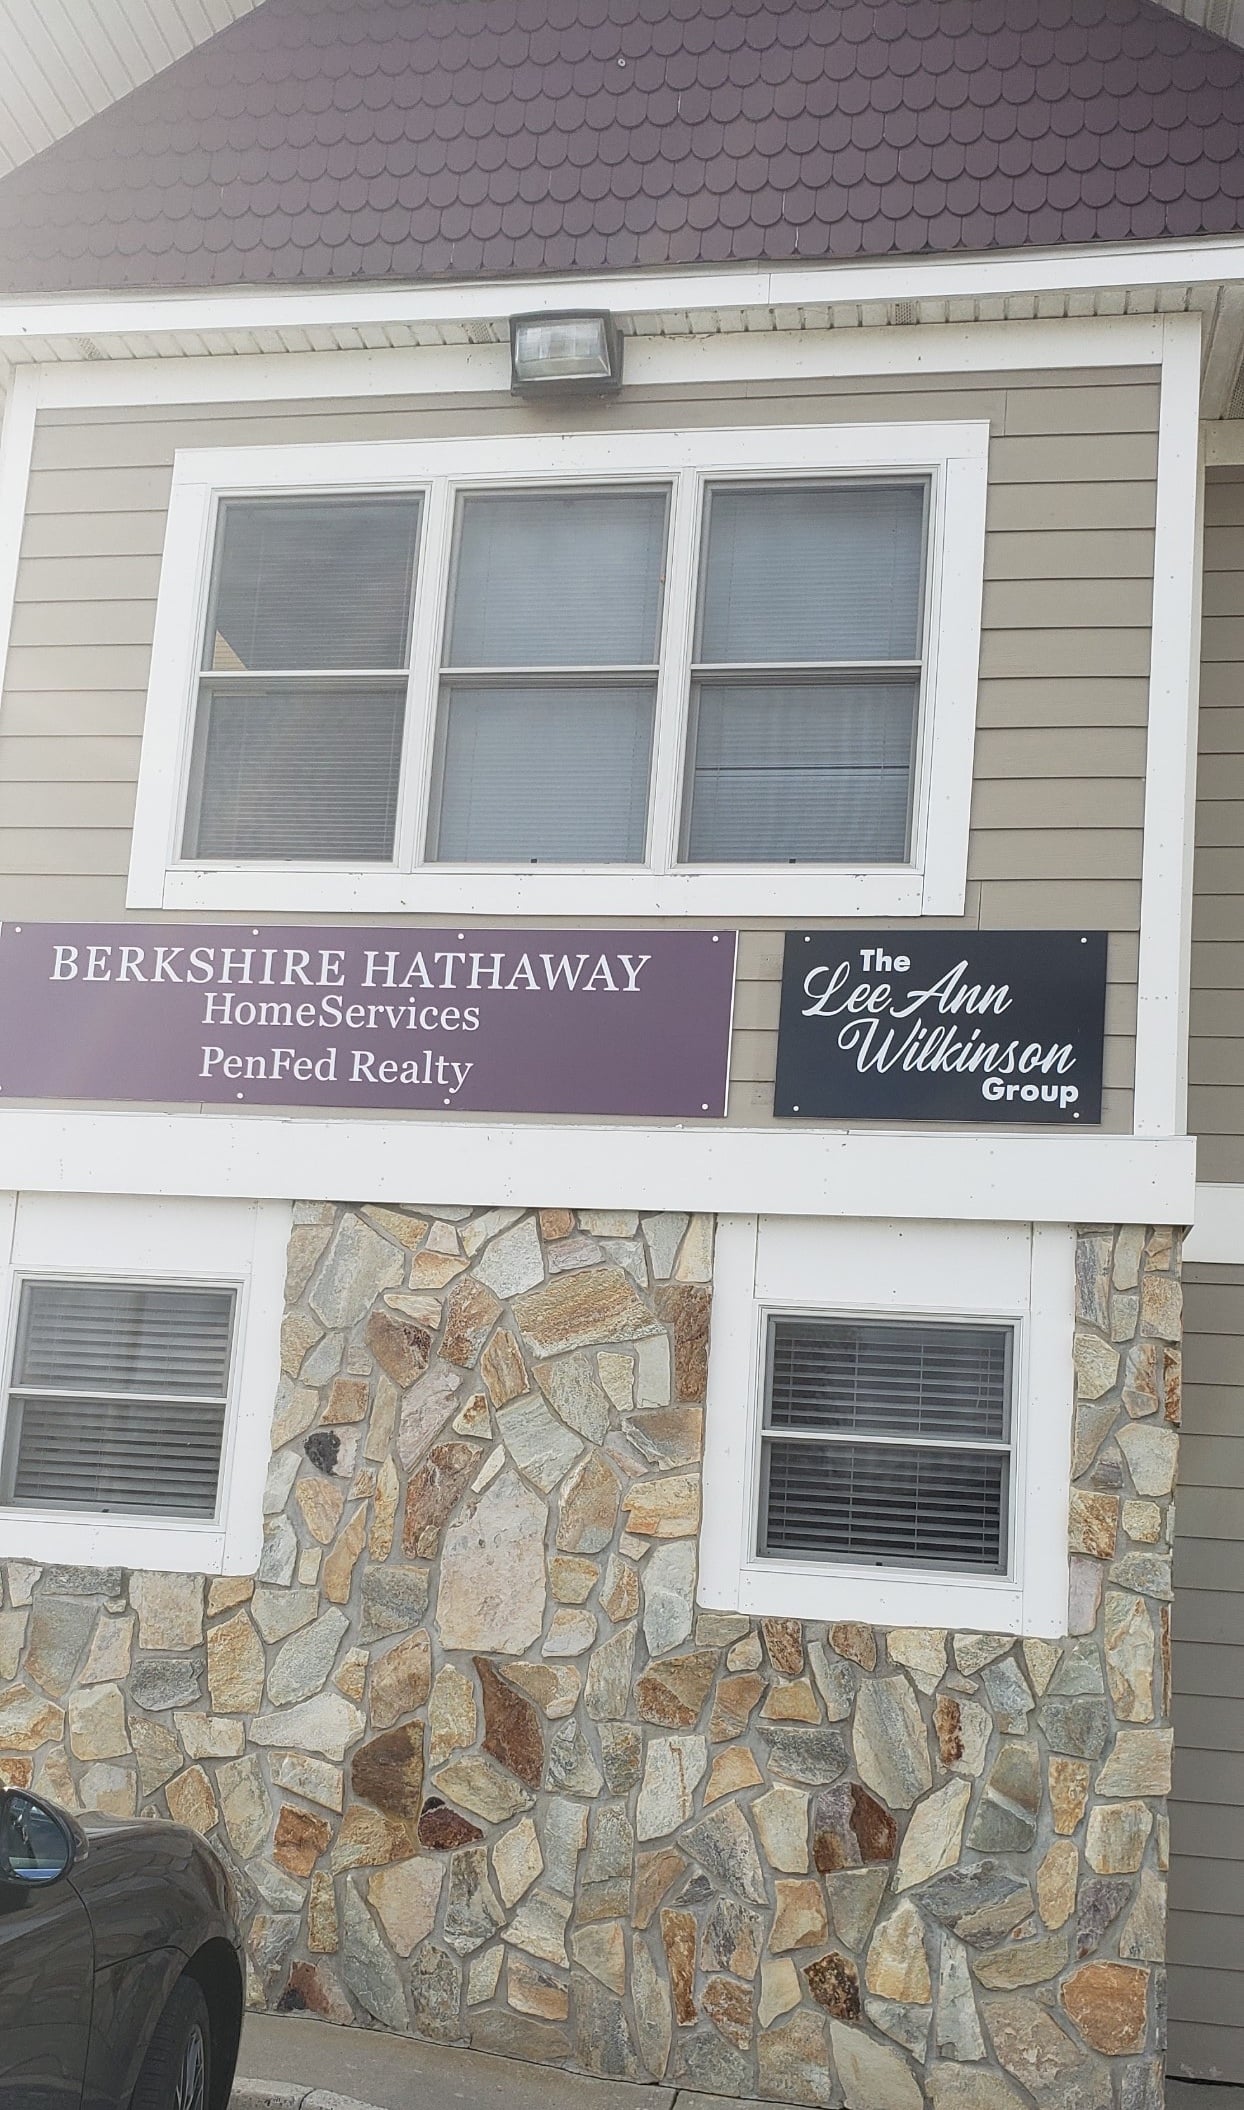 BERKSHIRE HATHAWAY
HomeServices
PenFed Realty
The
Lee Ann
Wilkinson
Group